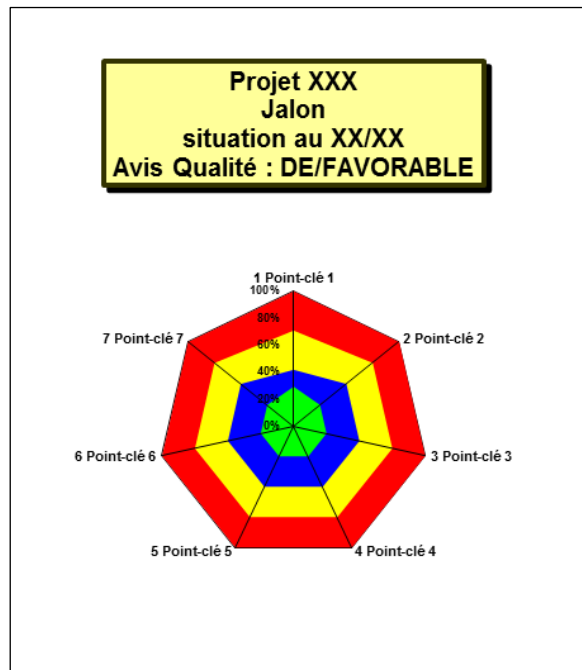 Projet XXX
Jalon
situation au XX/XX
Avis Qualité : DE/FAVORABLE
1 Point-clé 1
100%
80%
7 Point-clé 7
2 Point-clé 2
60%
40%
20%
0%
6 Point-clé 6
3 Point-clé 3
5 Point-clé 5
4 Point-clé 4